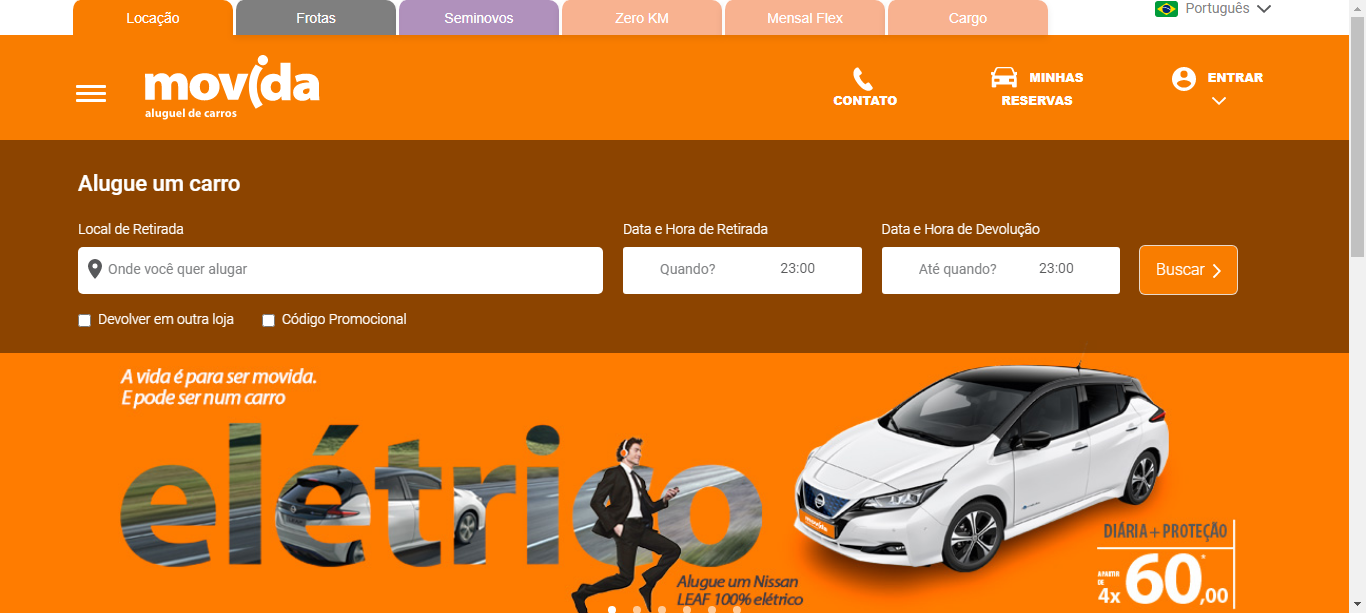 Locação
Frotas
Seminovos
Zero KM
Mensal Flex
Cargo
Português
movida
aluguel de carros
CONTATO
MINHAS
RESERVAS
ENTRAR
Alugue um carro
Local de Retirada
Data e Hora de Retirada
Data e Hora de Devolução
Onde você quer alugar
Quando?
23:00
Até quando?
23:00
Buscar
Devolver em outra loja
Código Promocional
A vida é para ser movida.
E pode ser num carro
elétrico
movida
DIÁRIA + PROTEÇÃO
Alugue um Nissan
LEAF 100% elétrico
A PARTIR
DE
4x 60,00*